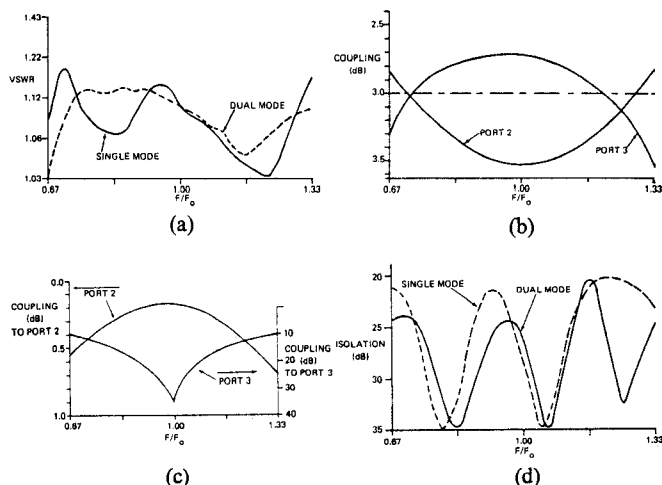 1.43
1.22
VSWR
1.12
1.06
1.03
DUAL MODE
SINGLE MODE
0.67
1.00
1.33
F/Fo
(a)
2.5
COUPLING
(dB)
3.0
3.5
PORT 2
PORT 3
0.67
1.00
1.33
F/Fo
(b)
0.0
COUPLING
(dB)
TO PORT 2
0.5
1.0
PORT 2
PORT 3
10
20
30
40
COUPLING
(dB)
TO PORT 3
0.67
1.00
1.33
F/Fo
(c)
20
25
ISOLATION
(dB)
30
35
SINGLE MODE
DUAL MODE
0.67
1.00
1.33
F/Fo
(d)